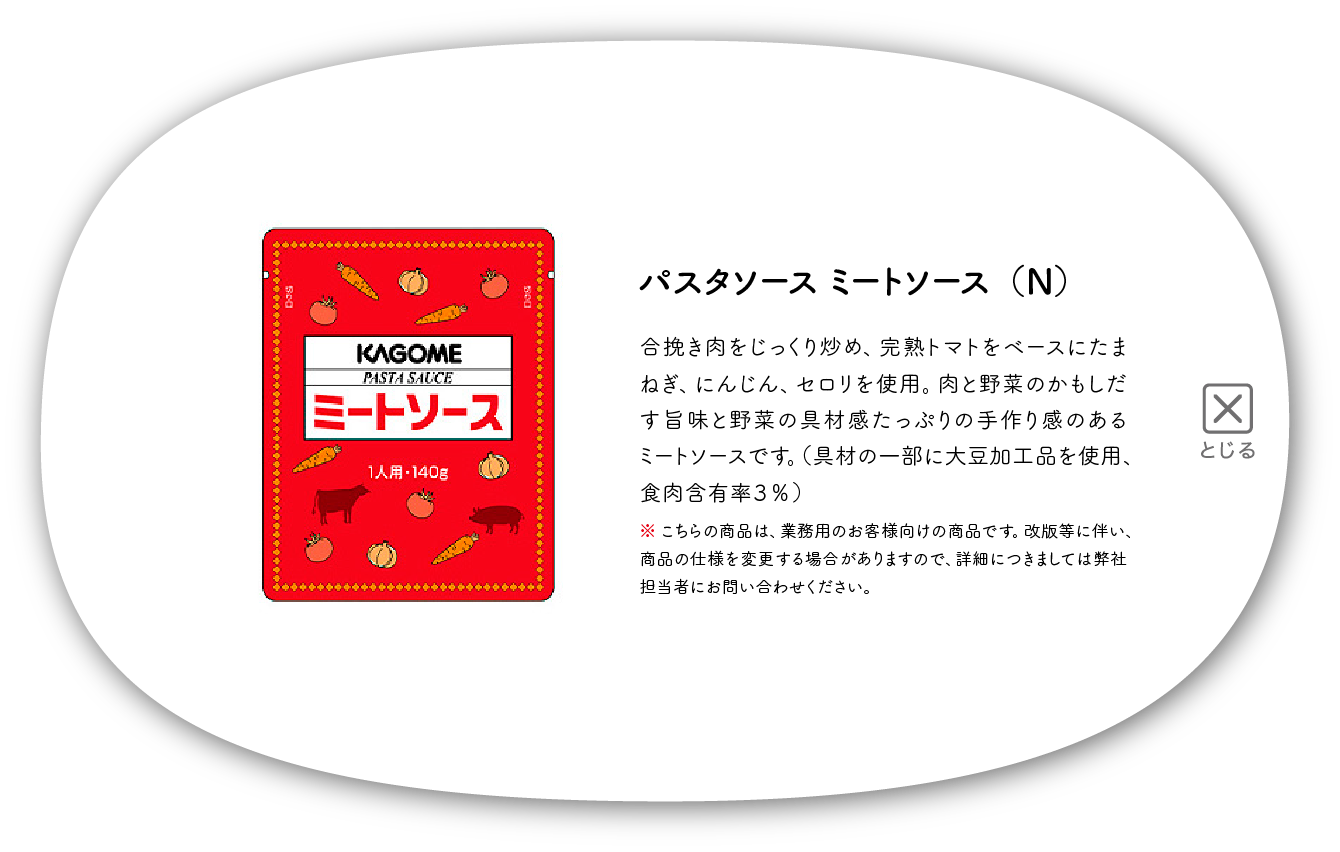 KAGOME
PASTA SAUCE
ミートソース
1人用・140g
パスタソース ミートソース（N）
合挽き肉をじっくり炒め、完熟トマトをベースにたま
ねぎ、にんじん、セロリを使用。肉と野菜のかもしだ
す旨味と野菜の具材感たっぷりの手作り感のある
ミートソースです。（具材の一部に大豆加工品を使用、
食肉含有率3％）
※ こちらの商品は、業務用のお客様向けの商品です。改版等に伴い、
商品の仕様を変更する場合がありますので、詳細につきましては弊社
担当者にお問い合わせください。
とじる